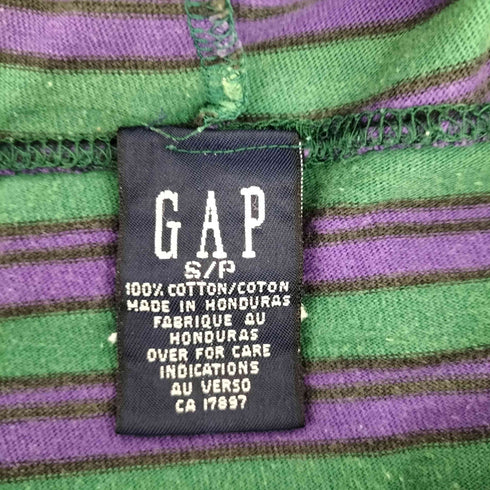 GAP
S/P
100% COTTON/COTON
MADE IN HONDURAS
FABRIQUE AU
HONDURAS
OVER FOR CARE
INDICATIONS
AU VERSO
CA 17897